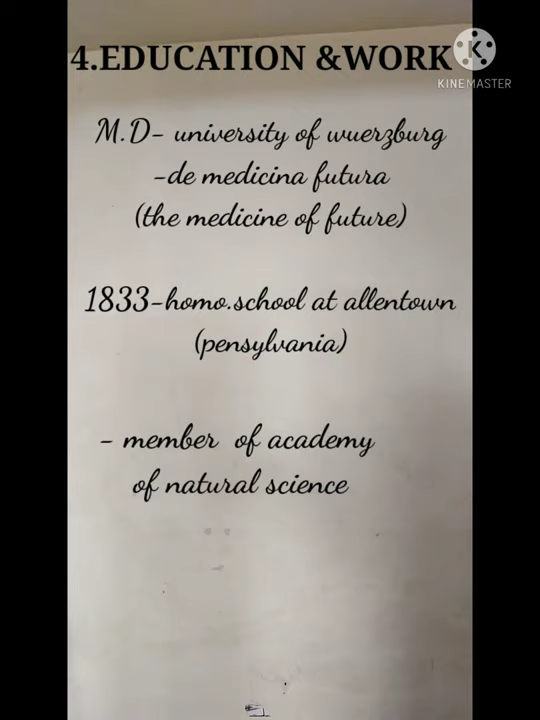 4.EDUCATION &WORK
KINEMASTER
M.D- university of wuerzburg
-de medicina futura
(the medicine of future)
1833-homo.school at allentown
(pensylvania)
- member of academy
of natural science